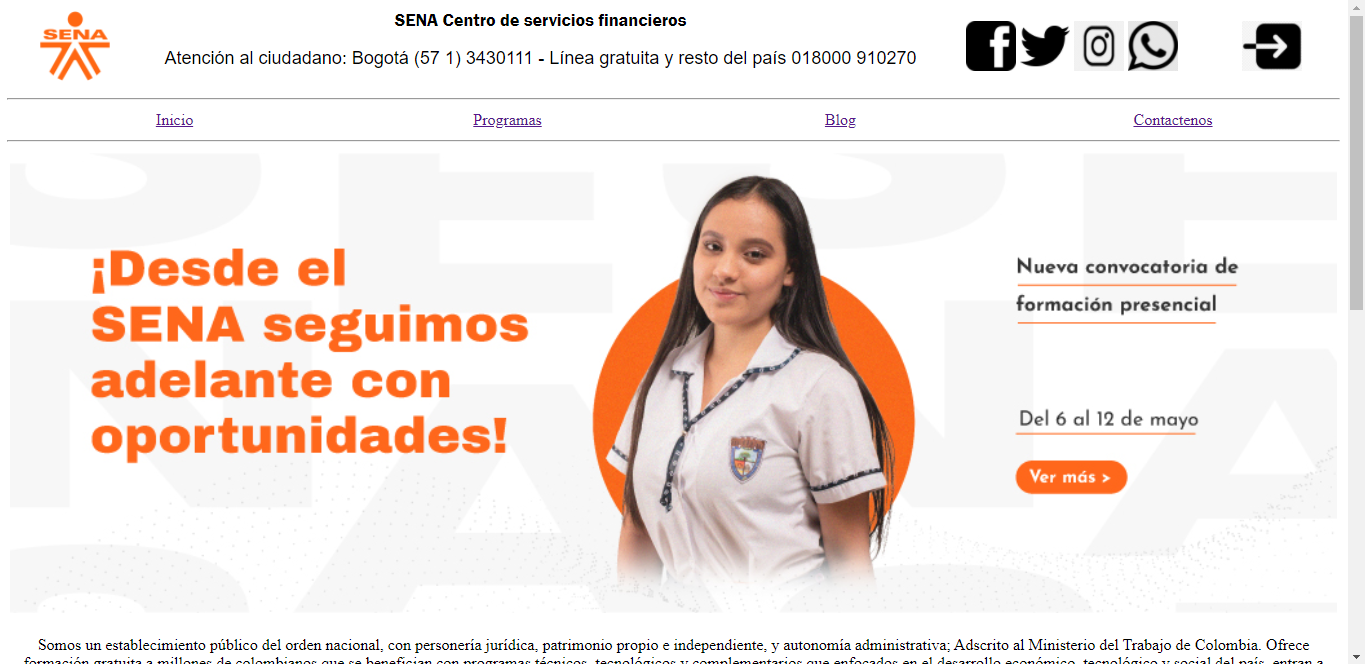 SENA
SENA Centro de servicios financieros
Atención al ciudadano: Bogotá (57 1) 3430111 - Línea gratuita y resto del país 018000 910270
Inicio Programas Blog Contactenos
¡Desde el
SENA seguimos
adelante con
oportunidades!
Nueva convocatoria de
formación presencial
Del 6 al 12 de mayo
Ver más >
Somos un establecimiento público del orden nacional, con personería jurídica, patrimonio propio e independiente, y autonomía administrativa; Adscrito al Ministerio del Trabajo de Colombia. Ofrece
formación gratuita a millones de colombianos que se benefician con programas técnicos, tecnológicos y complementarios que enfocados en el desarrollo económico, tecnológico y social del país, entran a